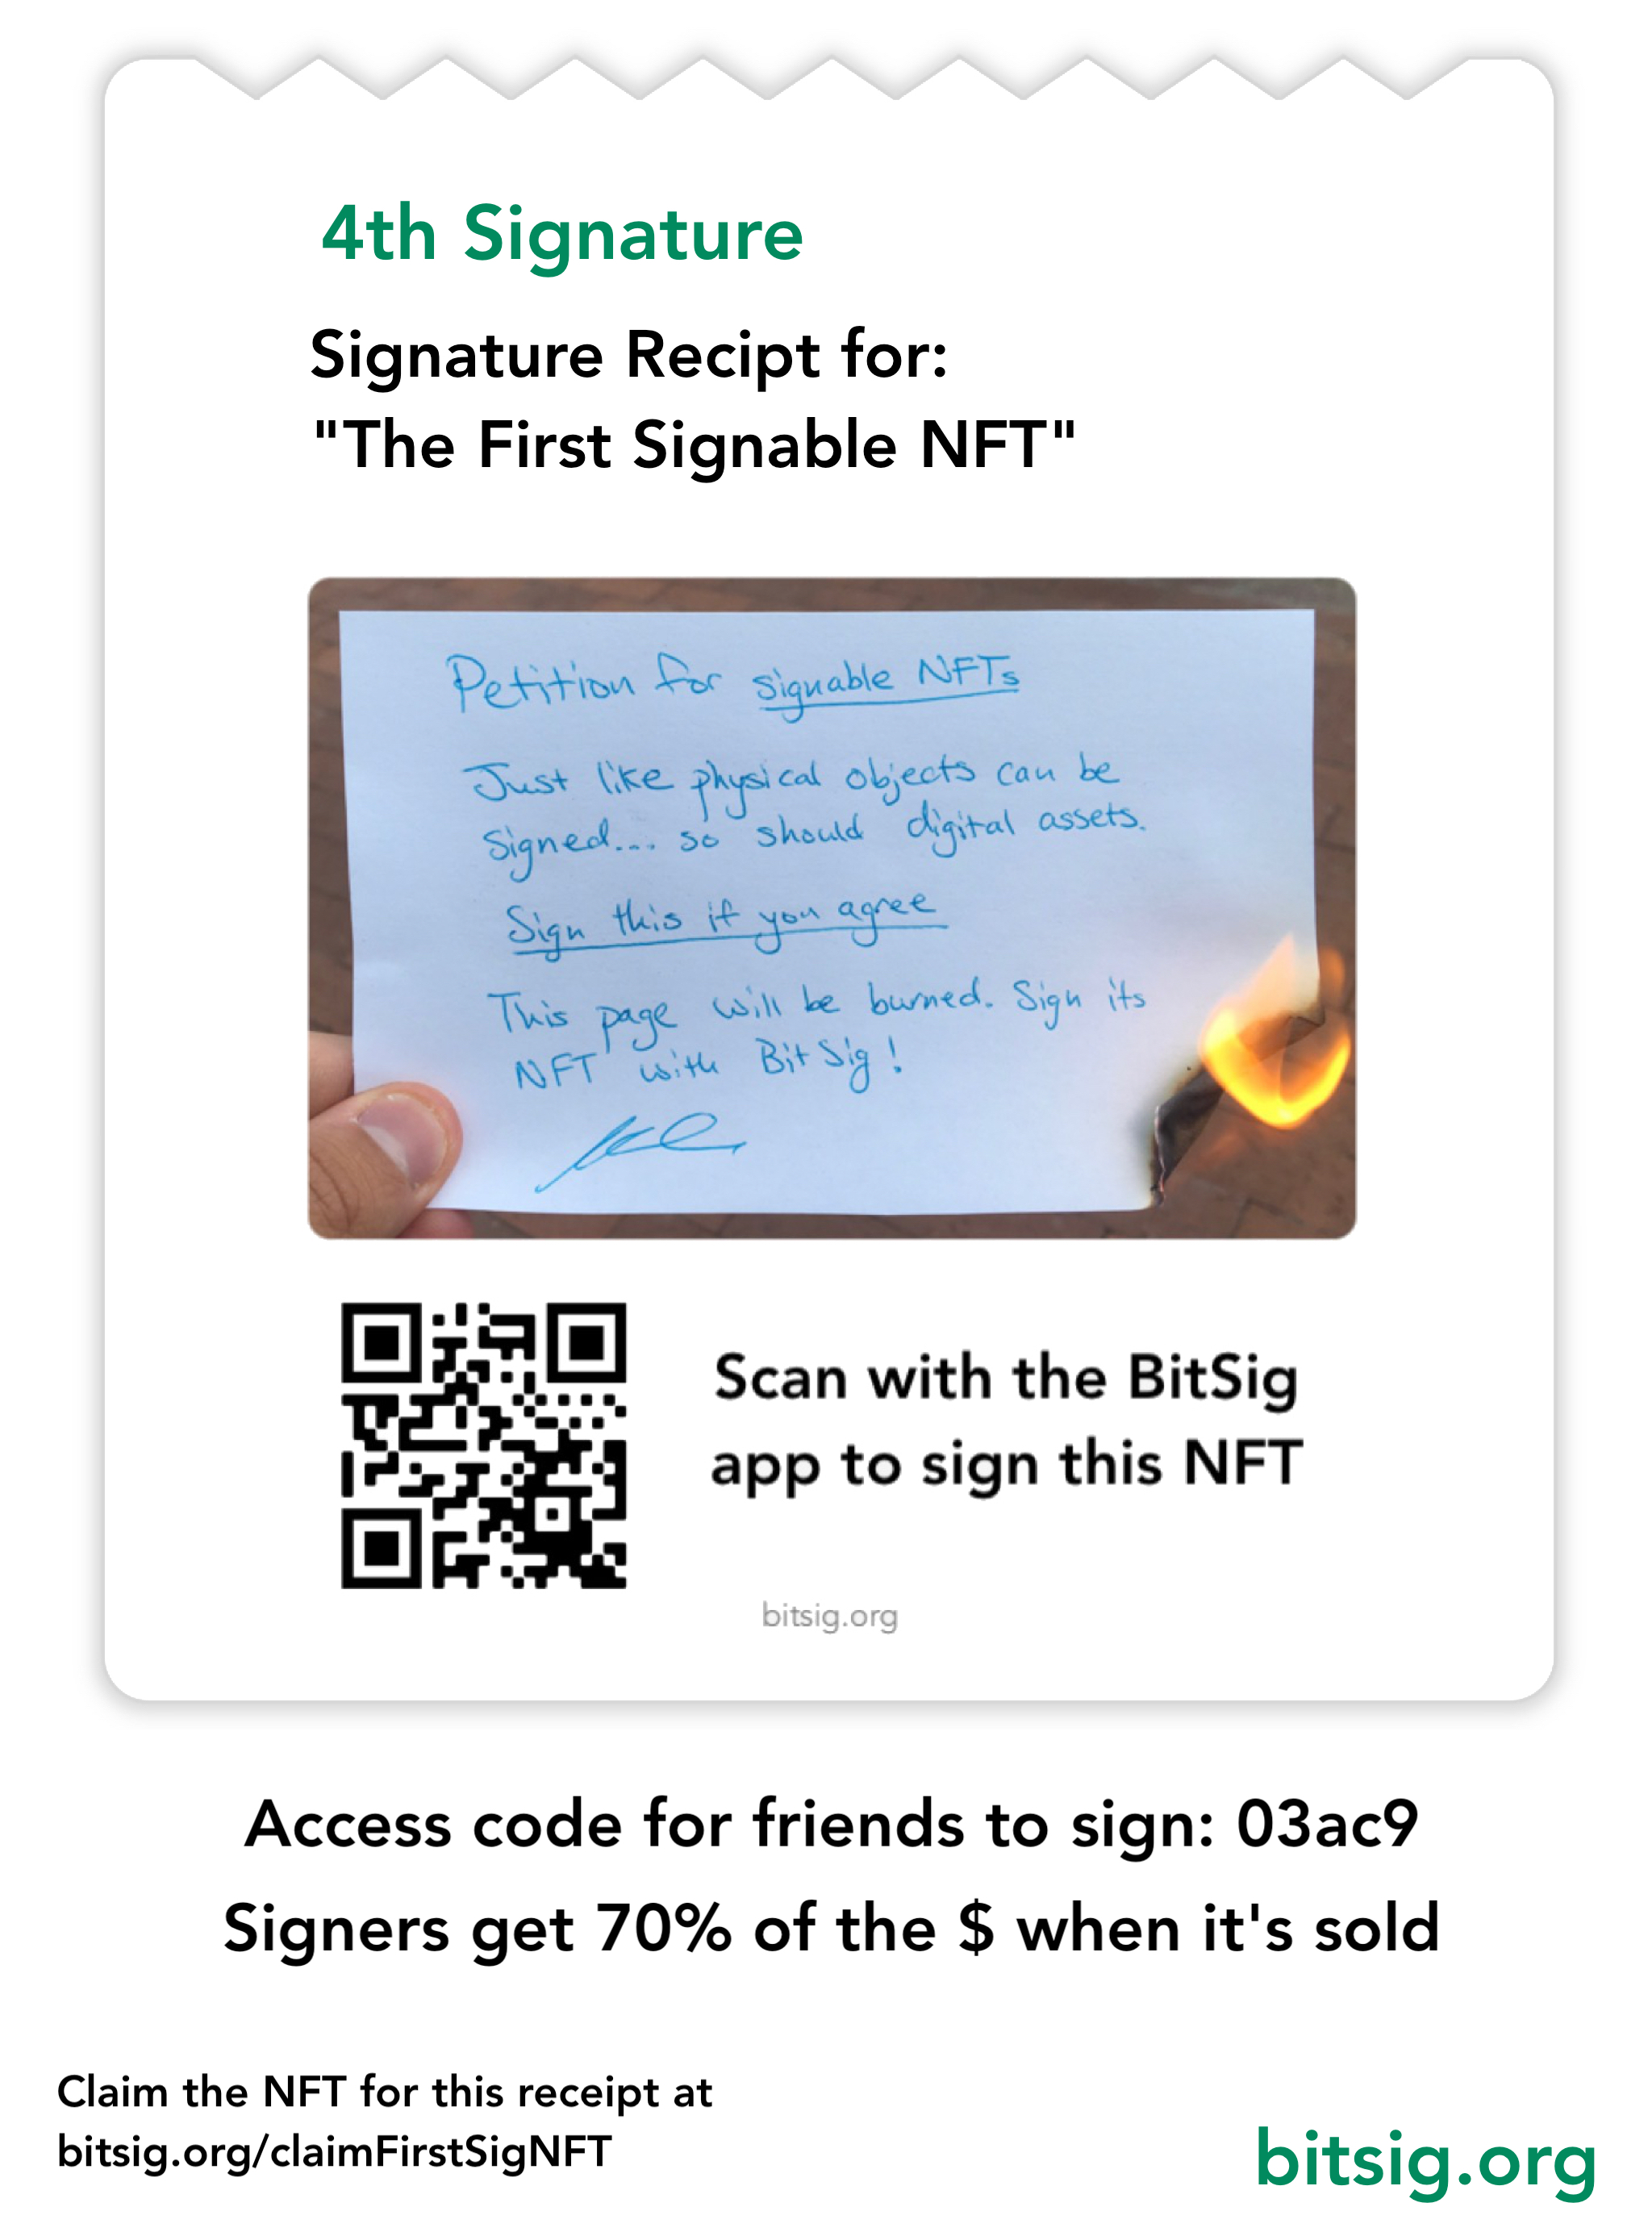 4th Signature
Signature Recipt for:
"The First Signable NFT"
Petition for signable NFTs
Just like physical objects can be
signed... so should digital assets.
Sign this if you agree
This page will be burned. Sign its
NFT with BitSig!
Scan with the BitSig
app to sign this NFT
bitsig.org
Access code for friends to sign: 03ac9
Signers get 70% of the $ when it's sold
Claim the NFT for this receipt at
bitsig.org/claimFirstSigNFT
bitsig.org